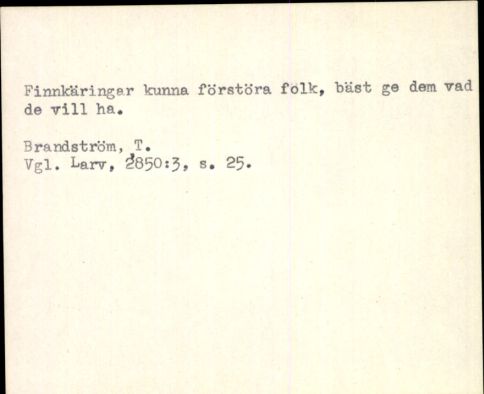 Finnkäringar kunna förstöra folk, bäst ge dem vad
de vill ha.
Brandström, T.
Vgl. Larv, 2850:3, s. 25.